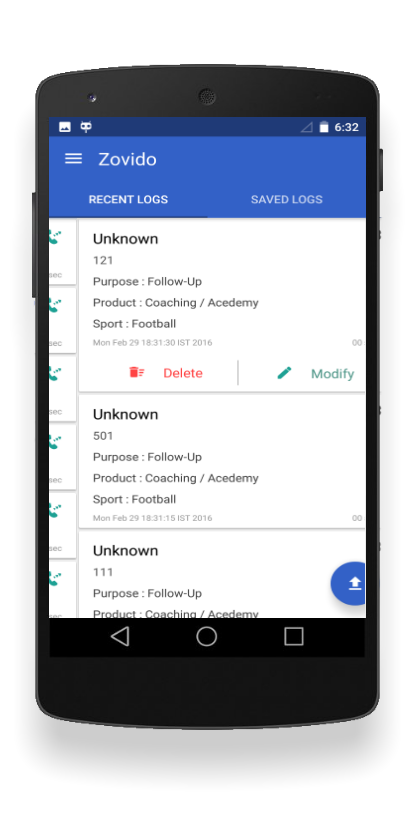 6:32
Zovido
RECENT LOGS
SAVED LOGS
sec
sec
sec
sec
sec
Unknown
121
Purpose : Follow-Up
Product : Coaching / Acedemy
Sport : Football
Mon Feb 29 18:31:30 IST 2016
00
Delete
Modify
Unknown
501
Purpose : Follow-Up
Product : Coaching / Acedemy
Sport : Football
Mon Feb 29 18:31:15 IST 2016
00
Unknown
111
Purpose : Follow-Up
Product : Coaching / Acedemy